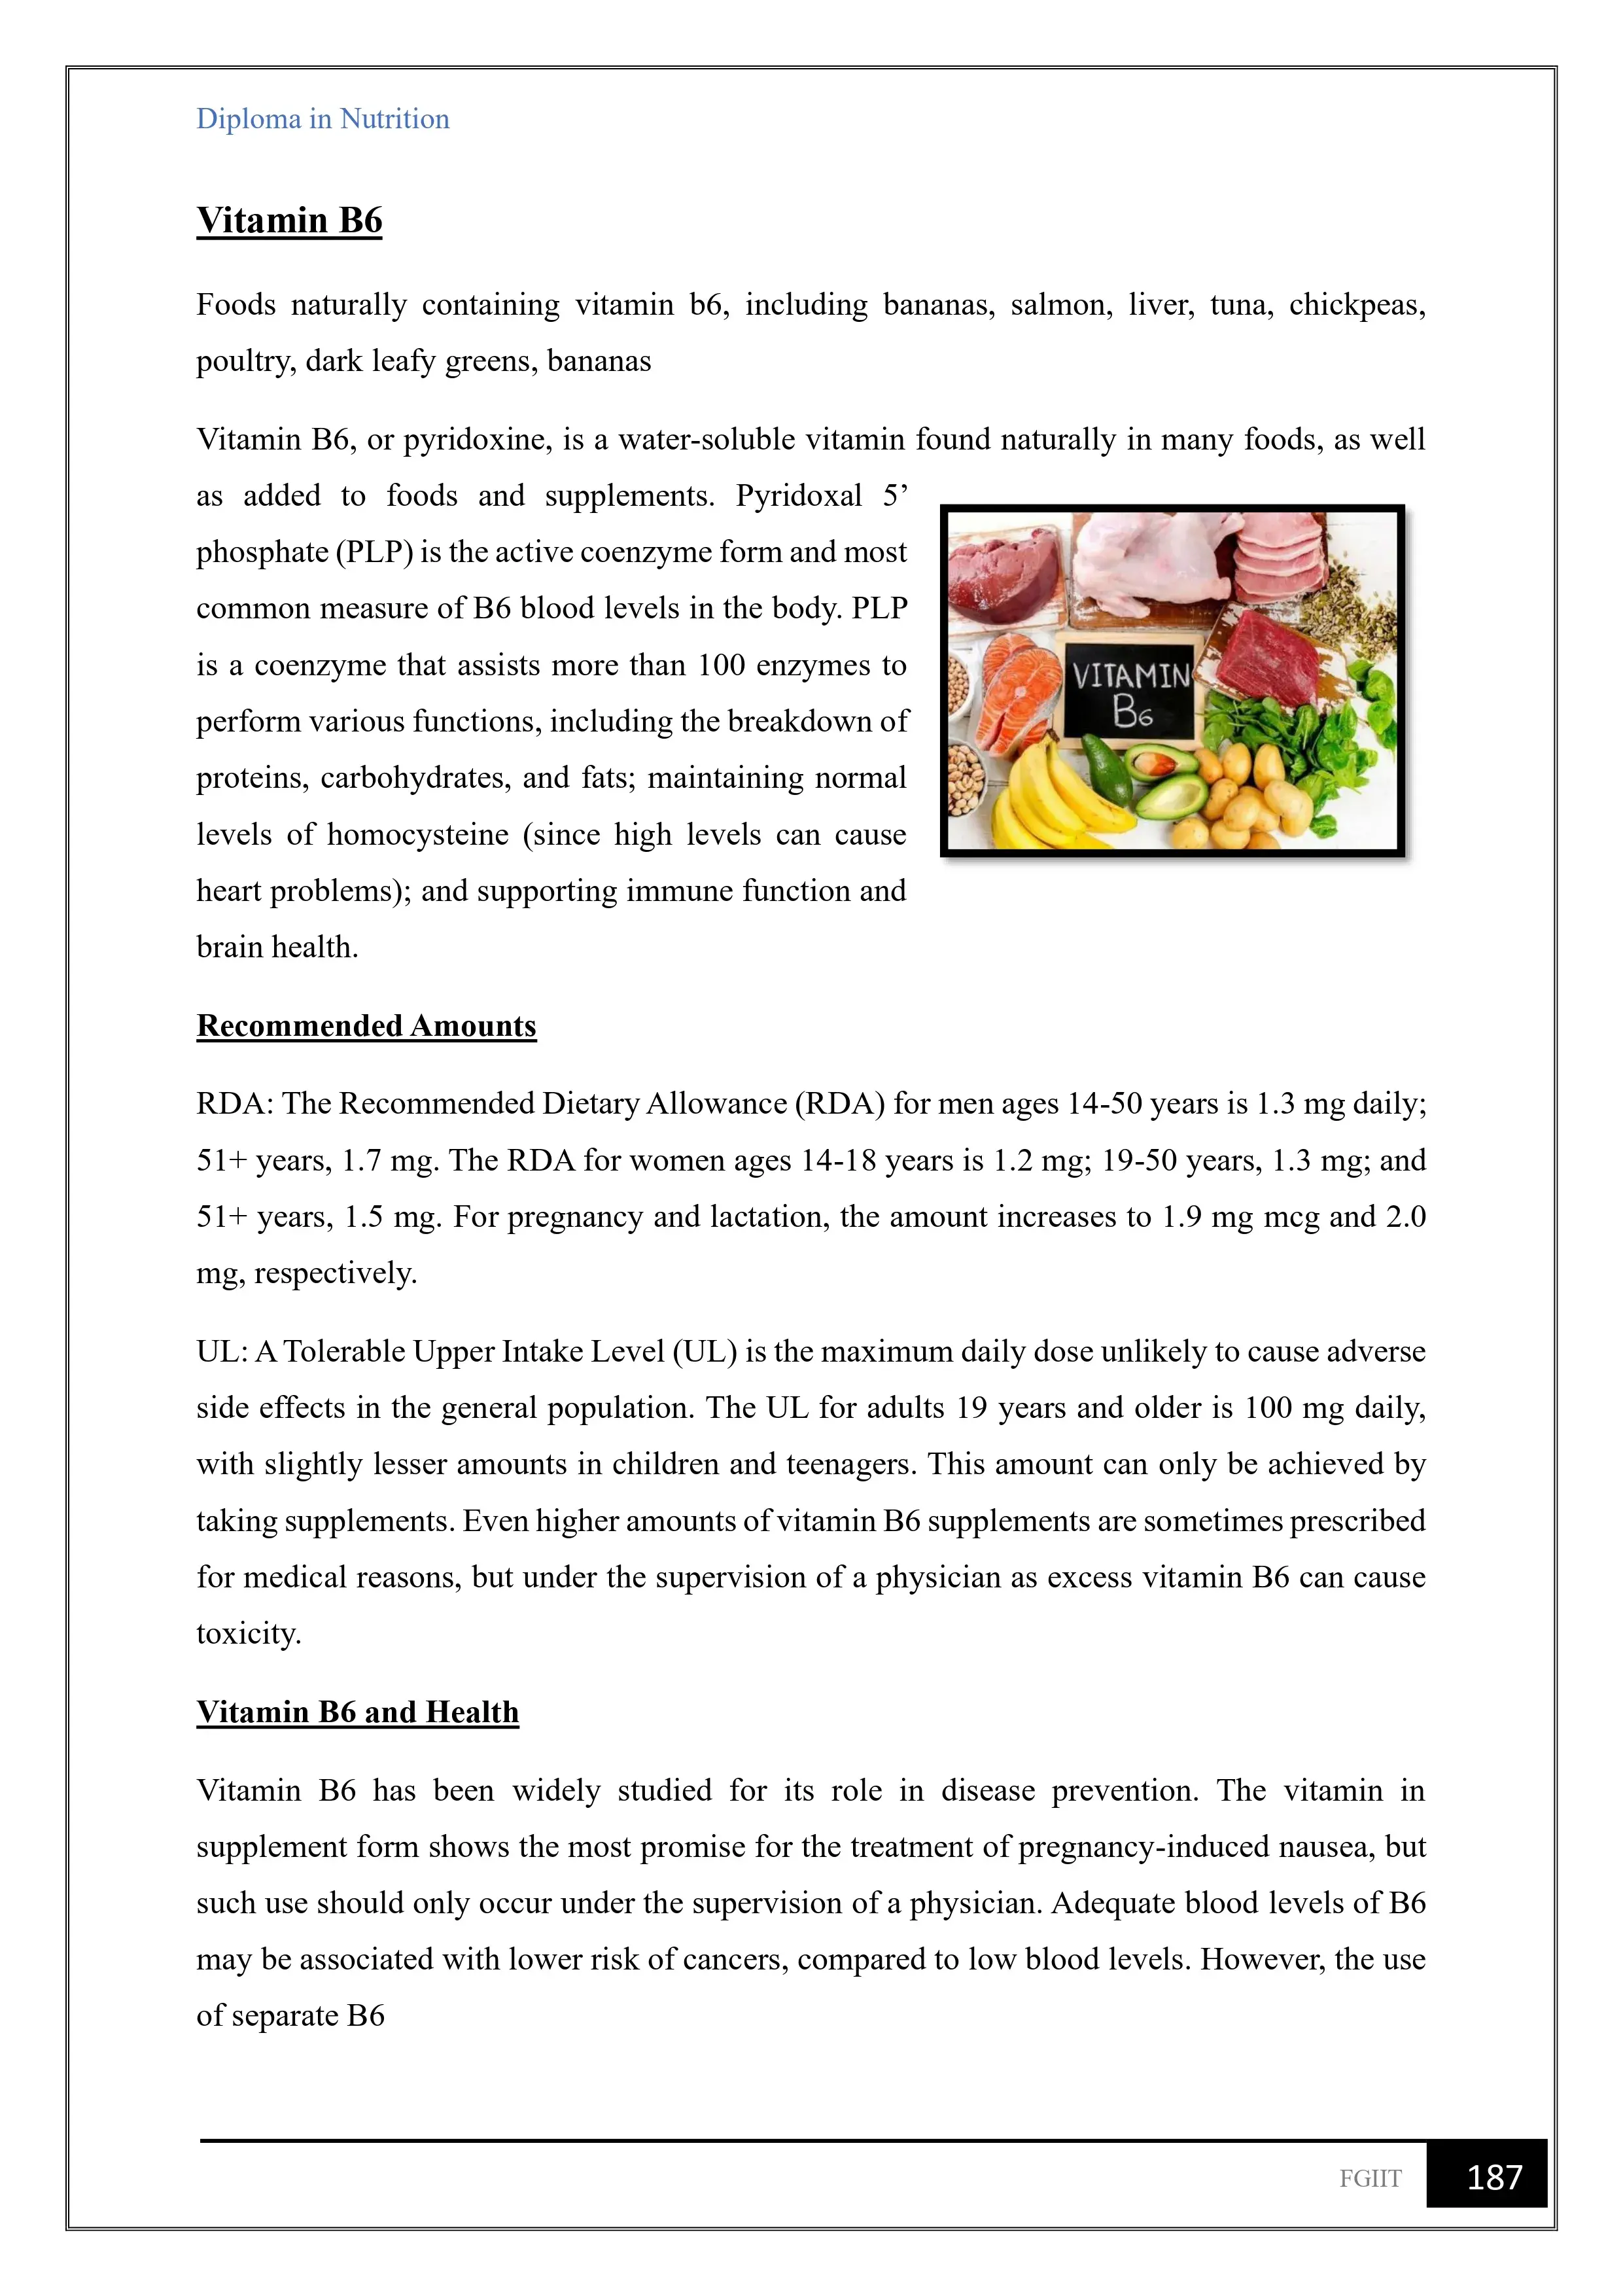 Diploma in Nutrition
Vitamin B6
Foods naturally containing vitamin b6, including bananas, salmon, liver, tuna, chickpeas,
poultry, dark leafy greens, bananas
Vitamin B6, or pyridoxine, is a water-soluble vitamin found naturally in many foods, as well
as added to foods and supplements. Pyridoxal 5’
phosphate (PLP) is the active coenzyme form and most
common measure of B6 blood levels in the body. PLP
is a coenzyme that assists more than 100 enzymes to
perform various functions, including the breakdown of
proteins, carbohydrates, and fats; maintaining normal
levels of homocysteine (since high levels can cause
heart problems); and supporting immune function and
brain health.
VITAMIN
B6
Recommended Amounts
RDA: The Recommended Dietary Allowance (RDA) for men ages 14-50 years is 1.3 mg daily;
51+ years, 1.7 mg. The RDA for women ages 14-18 years is 1.2 mg; 19-50 years, 1.3 mg; and
51+ years, 1.5 mg. For pregnancy and lactation, the amount increases to 1.9 mg mcg and 2.0
mg, respectively.
UL: A Tolerable Upper Intake Level (UL) is the maximum daily dose unlikely to cause adverse
side effects in the general population. The UL for adults 19 years and older is 100 mg daily,
with slightly lesser amounts in children and teenagers. This amount can only be achieved by
taking supplements. Even higher amounts of vitamin B6 supplements are sometimes prescribed
for medical reasons, but under the supervision of a physician as excess vitamin B6 can cause
toxicity.
Vitamin B6 and Health
Vitamin B6 has been widely studied for its role in disease prevention. The vitamin in
supplement form shows the most promise for the treatment of pregnancy-induced nausea, but
such use should only occur under the supervision of a physician. Adequate blood levels of B6
may be associated with lower risk of cancers, compared to low blood levels. However, the use
of separate B6
FGIIT 187